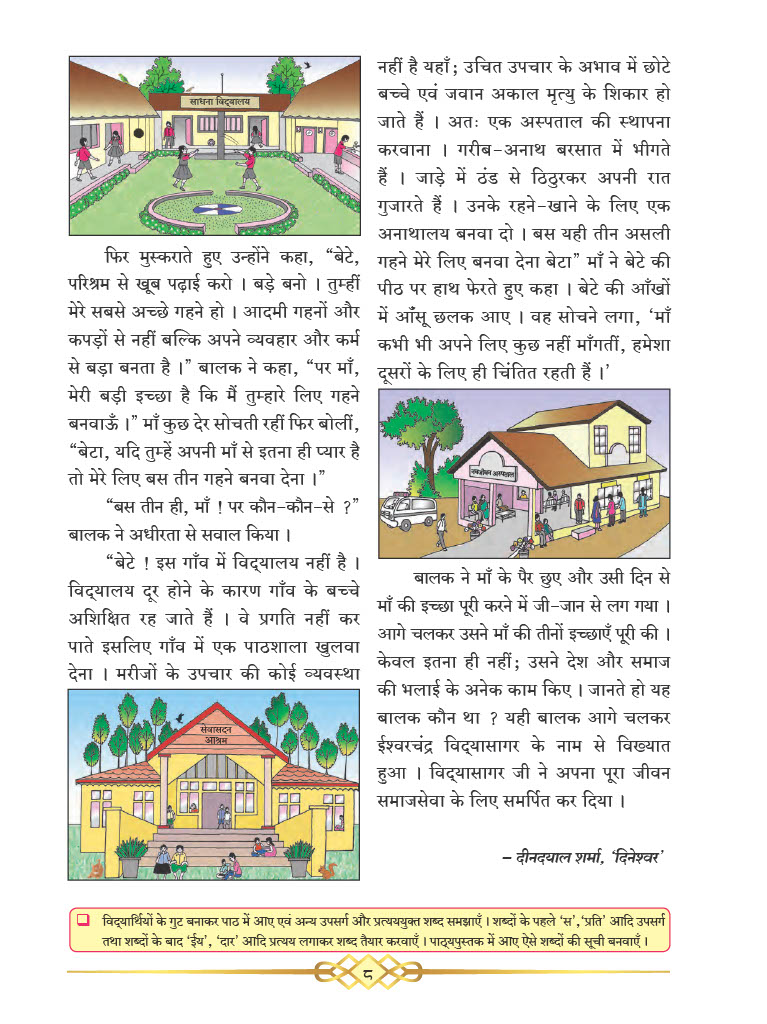 साधना विद्यालय
फिर मुस्कराते हुए उन्होंने कहा, “बेटे,
परिश्रम से खूब पढ़ाई करो । बड़े बनो । तुम्हीं
मेरे सबसे अच्छे गहने हो । आदमी गहनों और
कपड़ों से नहीं बल्कि अपने व्यवहार और कर्म
से बड़ा बनता है ।” बालक ने कहा, “पर माँ,
मेरी बड़ी इच्छा है कि मैं तुम्हारे लिए गहने
बनवाऊँ ।” माँ कुछ देर सोचती रहीं फिर बोलीं,
“बेटा, यदि तुम्हें अपनी माँ से इतना ही प्यार है
तो मेरे लिए बस तीन गहने बनवा देना ।”
“बस तीन ही, माँ ! पर कौन-कौन-से ?”
बालक ने अधीरता से सवाल किया ।
“बेटे ! इस गाँव में विद्यालय नहीं है ।
विद्यालय दूर होने के कारण गाँव के बच्चे
अशिक्षित रह जाते हैं । वे प्रगति नहीं कर
पाते इसलिए गाँव में एक पाठशाला खुलवा
देना । मरीजों के उपचार की कोई व्यवस्था
सेवासदन
आश्रम
नहीं है यहाँ; उचित उपचार के अभाव में छोटे
बच्चे एवं जवान अकाल मृत्यु के शिकार हो
जाते हैं । अतः एक अस्पताल की स्थापना
करवाना । गरीब-अनाथ बरसात में भीगते
हैं । जाड़े में ठंड से ठिठुरकर अपनी रात
गुजारते हैं । उनके रहने-खाने के लिए एक
अनाथालय बनवा दो । बस यही तीन असली
गहने मेरे लिए बनवा देना बेटा” माँ ने बेटे की
पीठ पर हाथ फेरते हुए कहा । बेटे की आँखों
में आँसू छलक आए । वह सोचने लगा, ‘माँ
कभी भी अपने लिए कुछ नहीं माँगतीं, हमेशा
दूसरों के लिए ही चिंतित रहती हैं ।’
नवजीवन अस्पताल
बालक ने माँ के पैर छुए और उसी दिन से
माँ की इच्छा पूरी करने में जी-जान से लग गया ।
आगे चलकर उसने माँ की तीनों इच्छाएँ पूरी की ।
केवल इतना ही नहीं; उसने देश और समाज
की भलाई के अनेक काम किए । जानते हो यह
बालक कौन था ? यही बालक आगे चलकर
ईश्वरचंद्र विद्यासागर के नाम से विख्यात
हुआ । विद्यासागर जी ने अपना पूरा जीवन
समाजसेवा के लिए समर्पित कर दिया ।
– दीनदयाल शर्मा, ‘दिनेश्वर’
विद्यार्थियों के गुट बनाकर पाठ में आए एवं अन्य उपसर्ग और प्रत्यययुक्त शब्द समझाएँ । शब्दों के पहले ‘स’,‘प्रति’ आदि उपसर्ग
तथा शब्दों के बाद ‘ईय’, ‘दार’ आदि प्रत्यय लगाकर शब्द तैयार करवाएँ । पाठ्यपुस्तक में आए ऐसे शब्दों की सूची बनवाएँ ।
८